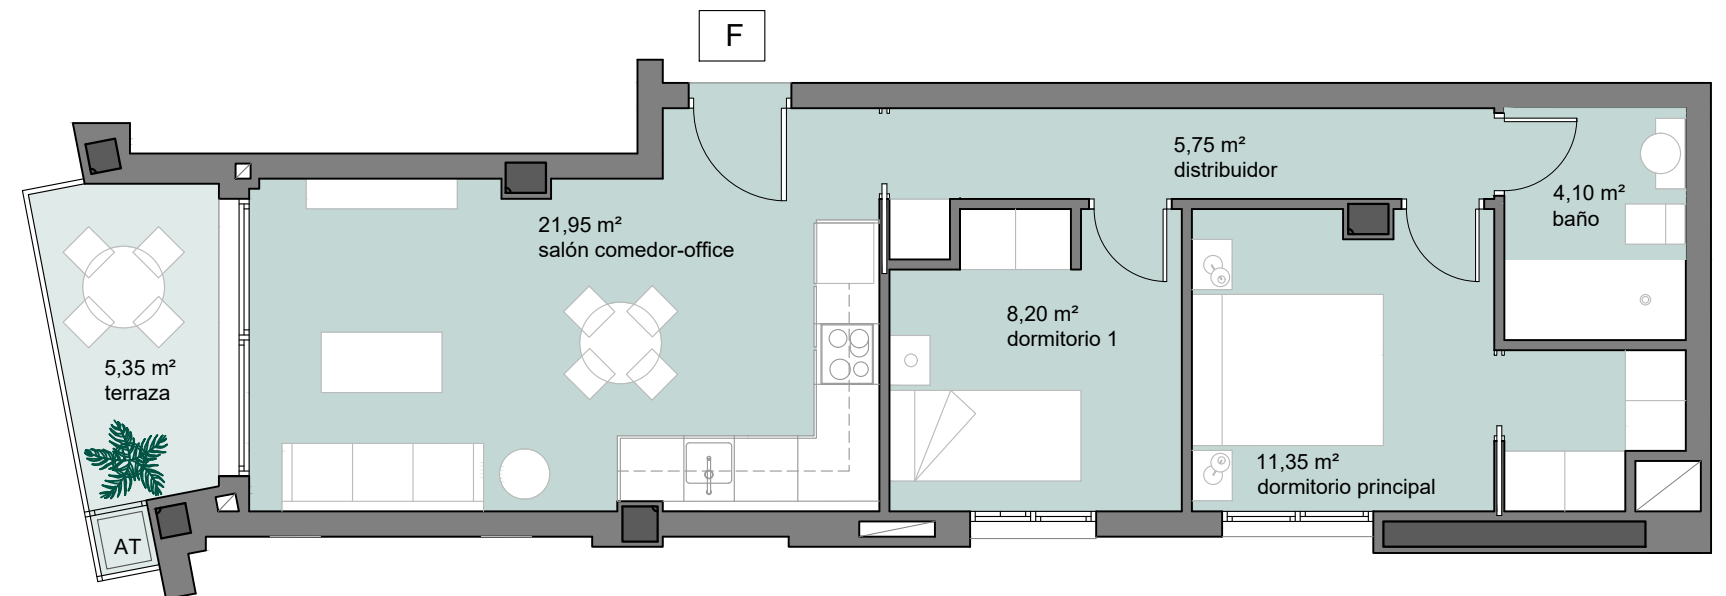 F
5,75 m²
distribuidor
4,10 m²
baño
21,95 m²
salón comedor-office
8,20 m²
dormitorio 1
5,35 m²
terraza
11,35 m²
dormitorio principal
AT